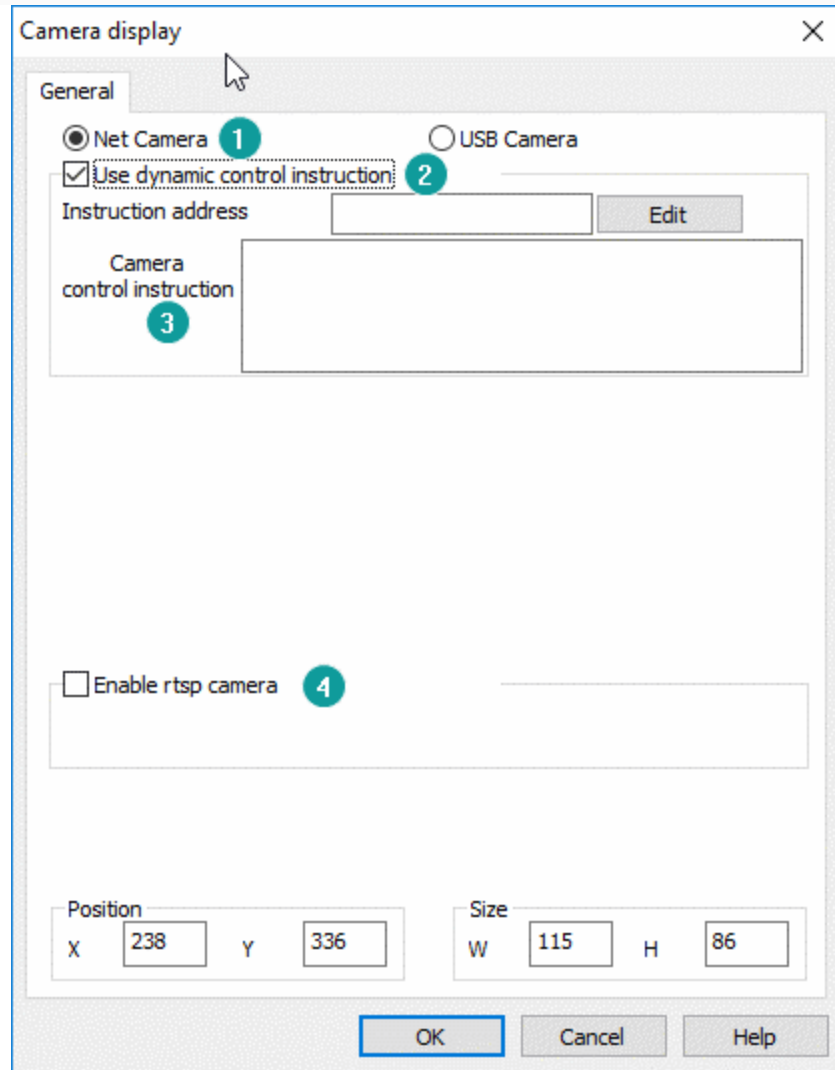 Camera display
General
Net Camera 1 USB Camera
Use dynamic control instruction 2
Instruction address Edit
Camera
control instruction
3
Enable rtsp camera 4
Position Size
X 238 Y 336 W 115 H 86
OK Cancel Help